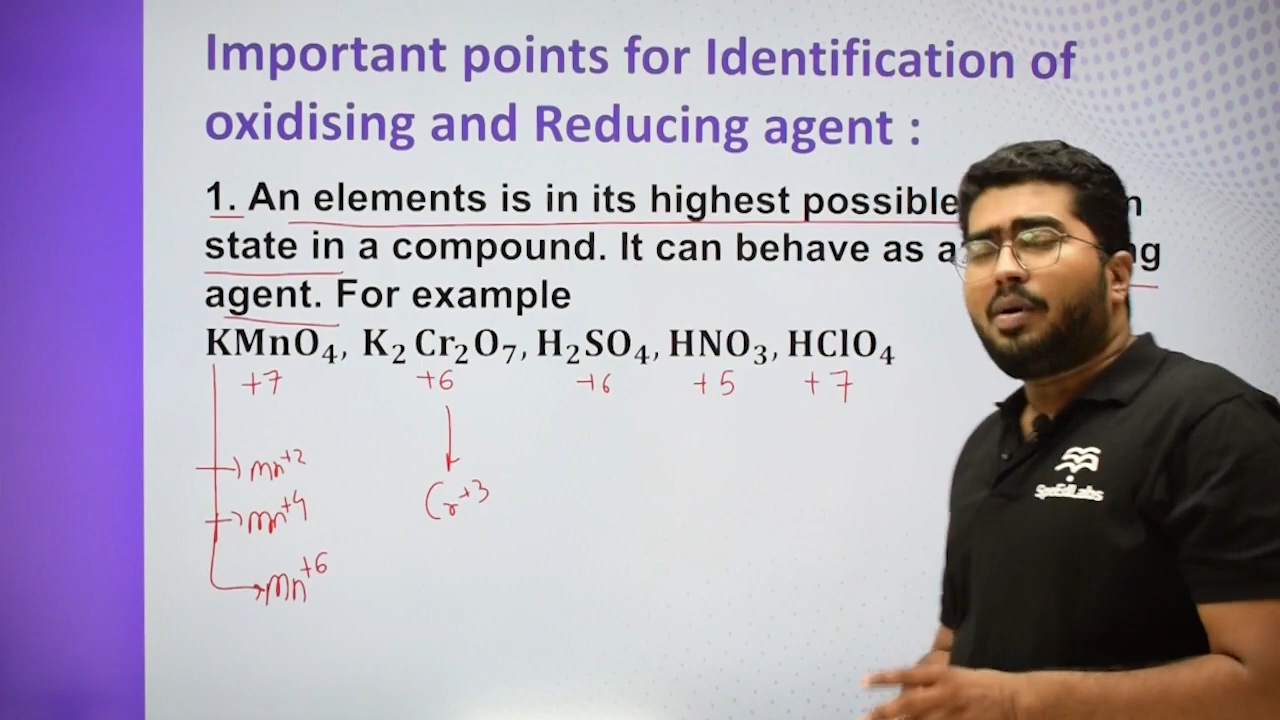 Important points for Identification of
oxidising and Reducing agent :
1. An elements is in its highest possible
state in a compound. It can behave as
agent. For example
KMnO₄, K₂Cr₂O₇, H₂SO₄, HNO₃, HClO₄
+7 +6 +6 +5 +7
Mn⁺²
Mn⁺⁴
Cr⁺³
Mn⁺⁶
SpeEdLabs